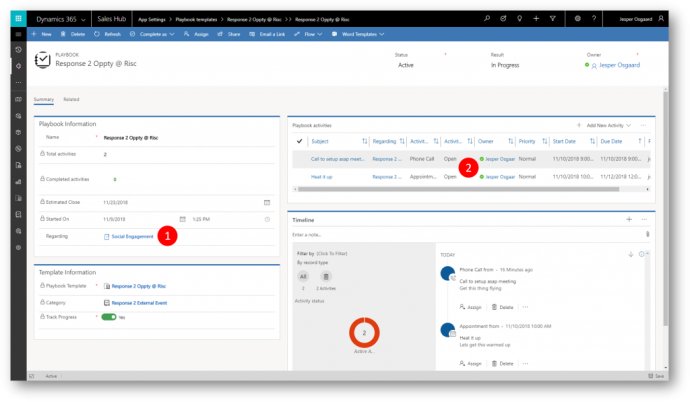 Dynamics 365 Sales Hub App Settings > Playbook templates > Response 2 Oppty @ Risc > > Response 2 Oppty @ Risc Jesper Osgaard
New Delete Refresh Complete as Assign Share Email a Link Flow Word Templates
PLAYBOOK
Response 2 Oppty @ Risc
Status * Result Owner *
Active In Progress Jesper Osgaard
Summary Related
Playbook Information
Name * Response 2 Oppty @ Risc
Total activities 2
Completed activities 0
Estimated Close 11/23/2018
Started On 11/9/2018 1:25 PM
Regarding Social Engagement 1
Template Information
Playbook Template Response 2 Oppty @ Risc
Category Response 2 External Event
Track Progress Yes
Playbook activities Add New Activity
Subject Regarding Activit... Activit... Owner Priority Start Date Due Date
Call to setup asap meeting Response 2 ... Phone Call Open Jesper Osgaar Normal 11/10/2018 9:00... 11/10/2018 9:00...
2
Heat it up Response 2 ... Appointm... Open Jesper Osgaar Normal 11/10/2018 10:0... 11/12/2018 12:0...
Timeline
Enter a note...
Filter by (Click To Filter)
By record type
All
2 2 Activities
Activity status
2
Active A...
TODAY
Phone Call from - 16 Minutes ago
Call to setup asap meeting
Get this thing flying
Assign Delete ...
Appointment from - 11/10/2018 10:00 AM
Heat it up
Lets get the warmed up
Assign Delete ...
Active Save